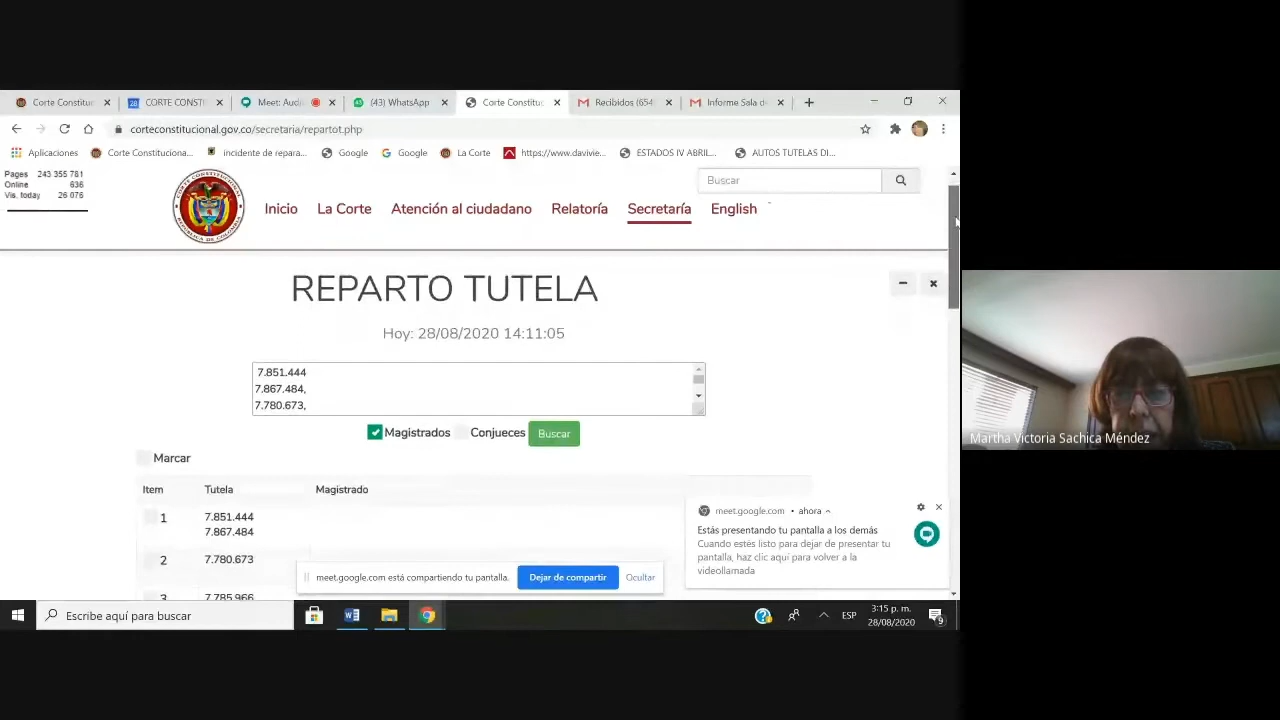 Corte Constituc
CORTE CONST
Meet: Audi
(43) WhatsApp
Corte Constituc
Recibidos (654
Informe Sala de
corteconstitucional.gov.co/secretaria/repartot.php
Aplicaciones
Corte Constituciona...
incidente de repara...
Google
Google
La Corte
https://www.davivie...
ESTADOS IV ABRIL...
AUTOS TUTELAS DI...
Pages 243 355 781
Online 636
Vis. today 26 076
Buscar
Inicio
La Corte
Atención al ciudadano
Relatoría
Secretaría
English
REPARTO TUTELA
Hoy: 28/08/2020 14:11:05
7.851.444
7.867.484,
7.780.673,
Magistrados
Conjueces
Buscar
Marcar
Item Tutela Magistrado
1 7.851.444
7.867.484
2 7.780.673
3 7.785.966
meet.google.com • ahora
Estás presentando tu pantalla a los demás
Cuando estés listo para dejar de presentar tu
pantalla, haz clic aquí para volver a la
videollamada
meet.google.com está compartiendo tu pantalla.
Dejar de compartir
Ocultar
Escribe aquí para buscar
ESP
3:15 p. m.
28/08/2020
9
Martha Victoria Sachica Méndez